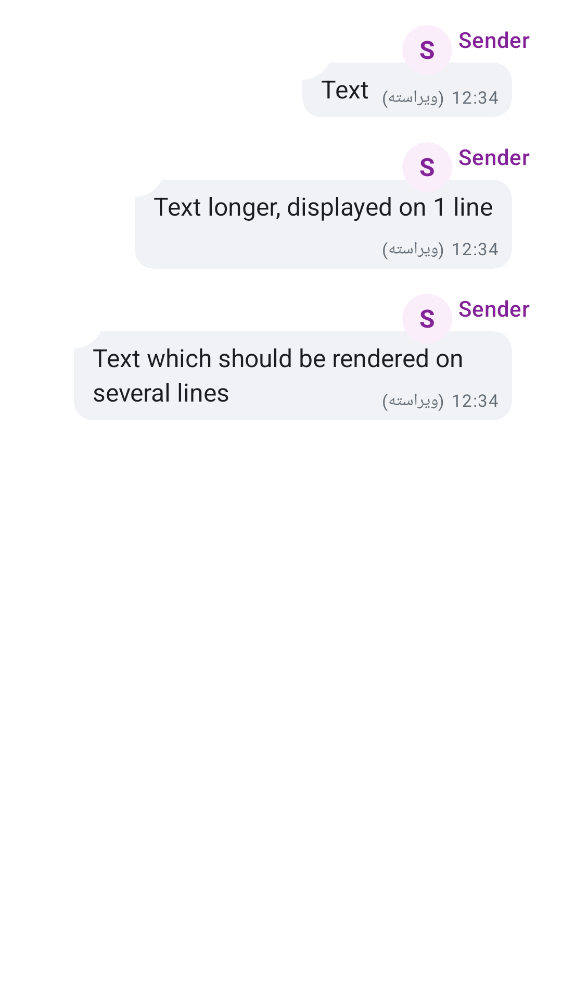 S Sender
Text (ویراسته) 12:34
S Sender
Text longer, displayed on 1 line
(ویراسته) 12:34
S Sender
Text which should be rendered on
several lines (ویراسته) 12:34